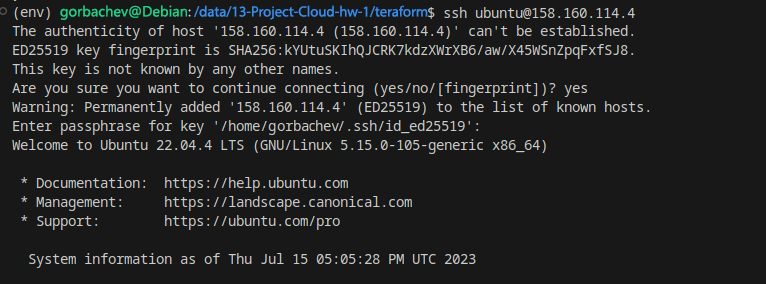 (env) gorbachev@Debian:/data/13-Project-Cloud-hw-1/teraform$ ssh ubuntu@158.160.114.4
The authenticity of host '158.160.114.4 (158.160.114.4)' can't be established.
ED25519 key fingerprint is SHA256:kYUtuSKIhQJCRK7kdzXWrXB6/aw/X45WSnZpqFxfSJ8.
This key is not known by any other names.
Are you sure you want to continue connecting (yes/no/[fingerprint])? yes
Warning: Permanently added '158.160.114.4' (ED25519) to the list of known hosts.
Enter passphrase for key '/home/gorbachev/.ssh/id_ed25519':
Welcome to Ubuntu 22.04.4 LTS (GNU/Linux 5.15.0-105-generic x86_64)
* Documentation: https://help.ubuntu.com
* Management: https://landscape.canonical.com
* Support: https://ubuntu.com/pro
System information as of Thu Jul 15 05:05:28 PM UTC 2023